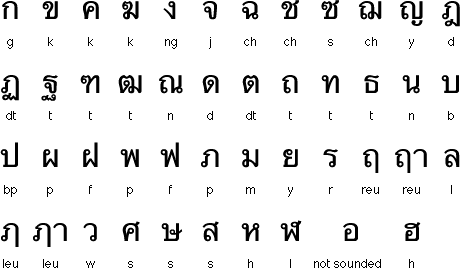 ก ข ค ฆ ง จ ฉ ช ซ ฌ ญ ฎ
g k k k ng j ch ch s ch y d
ฏ ฐ ฑ ฒ ณ ด ต ถ ท ธ น บ
dt t t t n d dt t t t n b
ป ผ ฝ พ ฟ ภ ม ย ร ฤ ฤา ล
bp p f p f p m y r reu reu l
ฦ ฦา ว ศ ษ ส ห ฬ อ ฮ
leu leu w s s s h l not sounded h